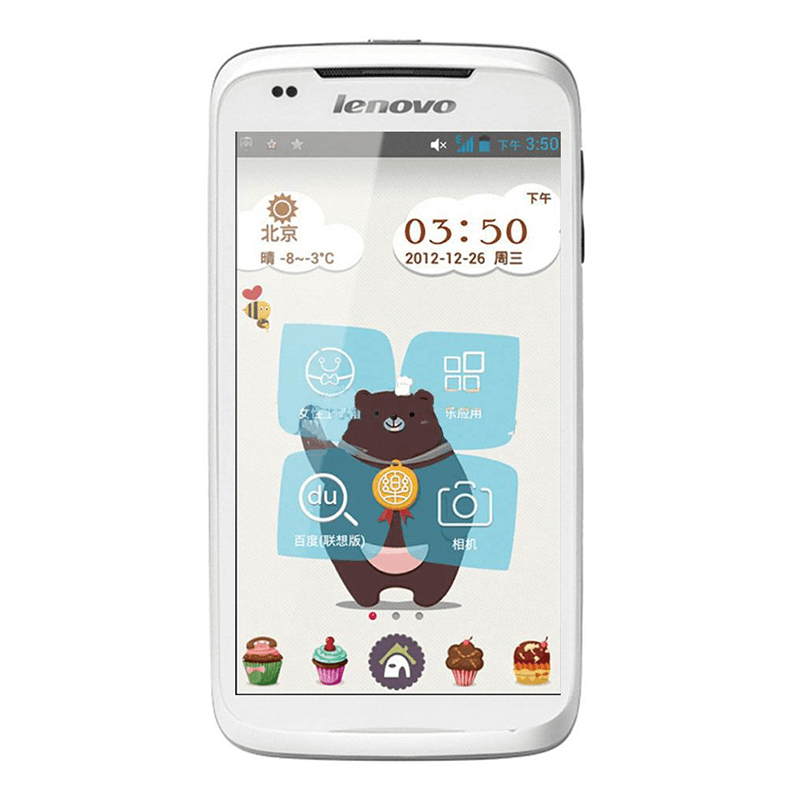 lenovo
下午 3:50
下午
北京
03:50
晴 -8~-3°C
2012-12-26 周三
乐应用
du
百度(联想版)
相机